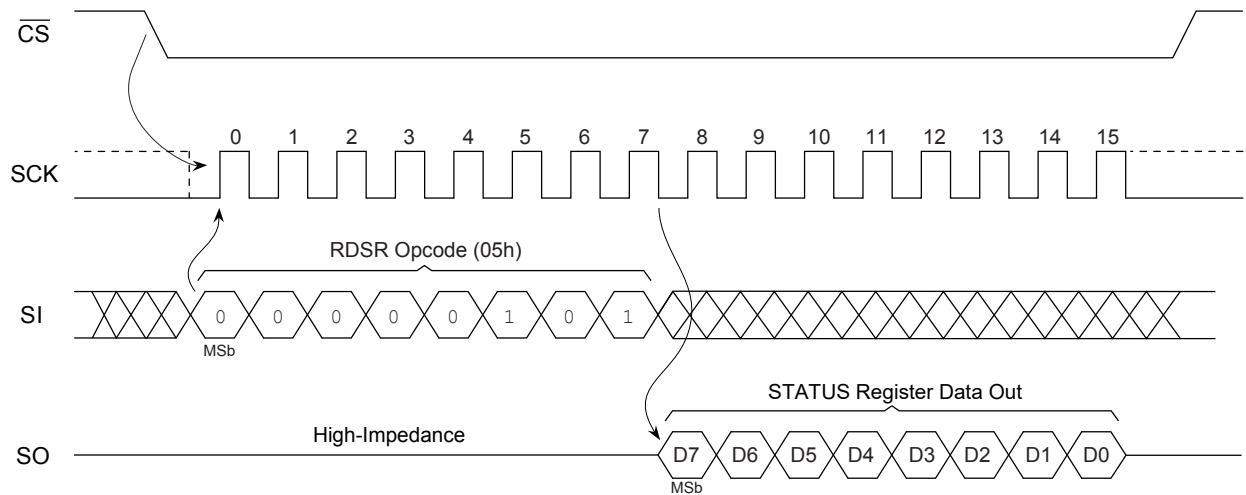 CS
0 1 2 3 4 5 6 7 8 9 10 11 12 13 14 15
SCK
RDSR Opcode (05h)
SI 0 0 0 0 0 1 0 1
MSb
STATUS Register Data Out
High-Impedance
SO D7 D6 D5 D4 D3 D2 D1 D0
MSb